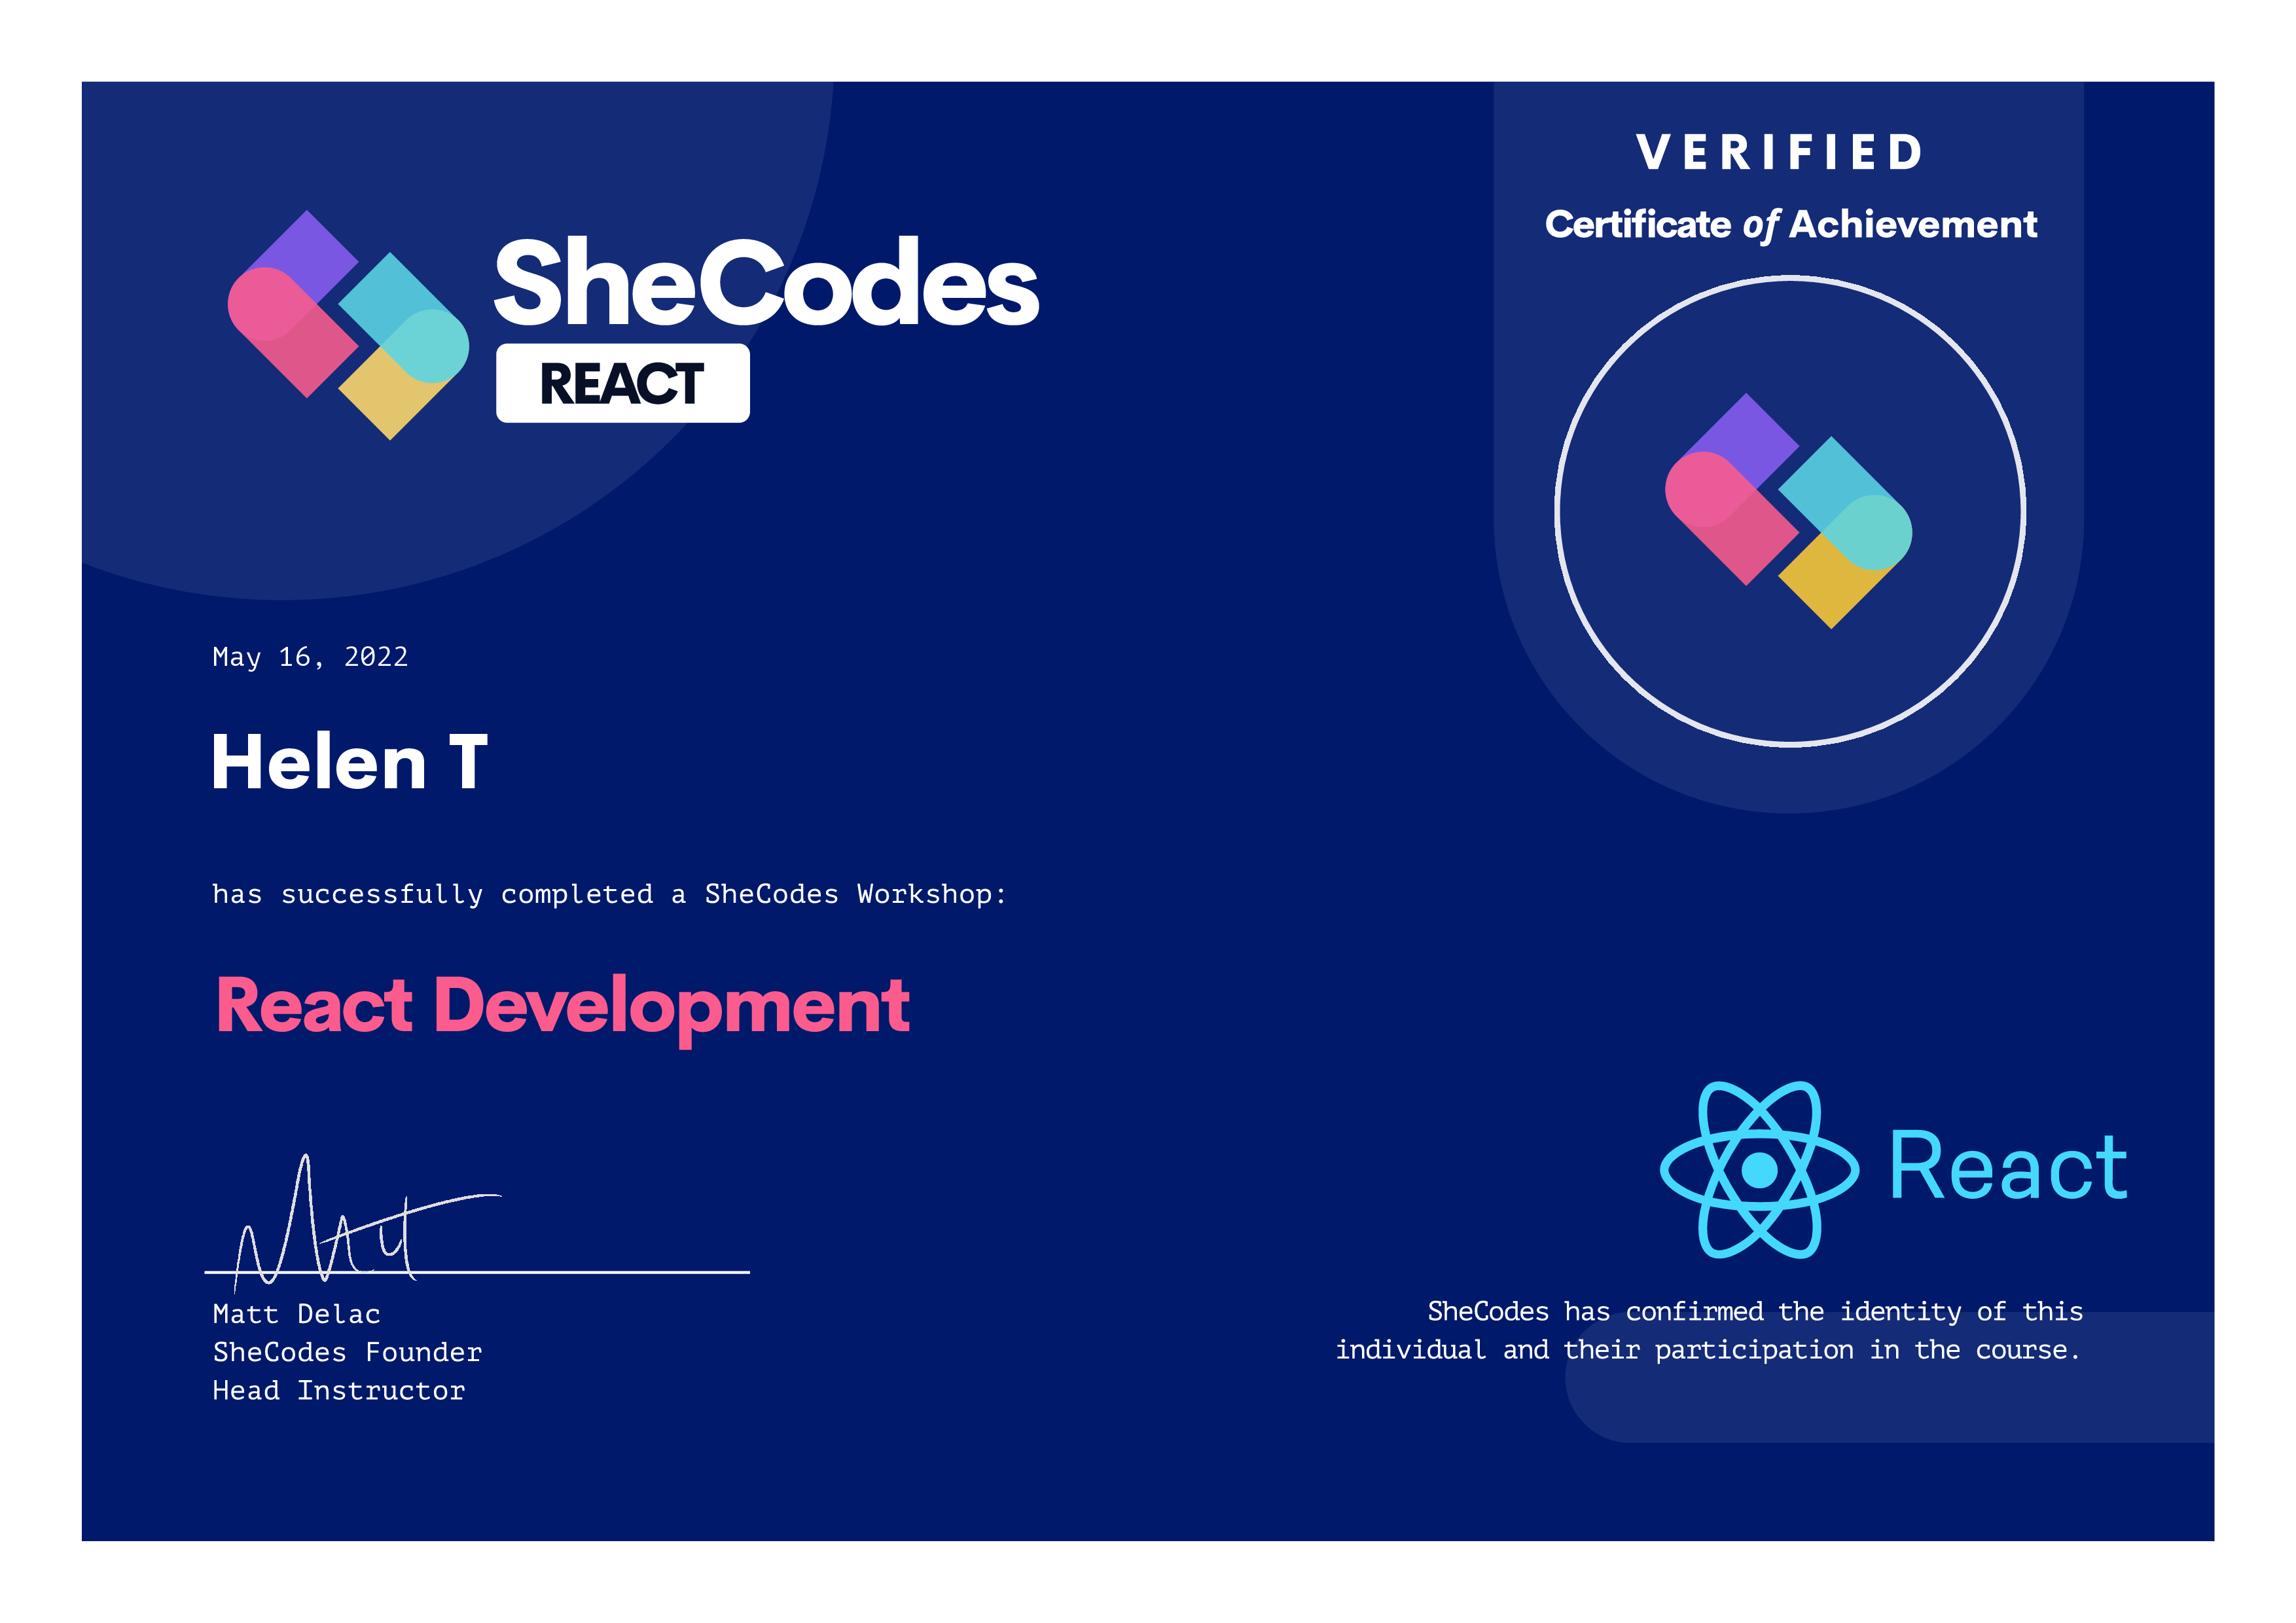 SheCodes
REACT
VERIFIED
Certificate of Achievement
May 16, 2022
Helen T
has successfully completed a SheCodes Workshop:
React Development
Matt
Matt Delac
SheCodes Founder
Head Instructor
React
SheCodes has confirmed the identity of this
individual and their participation in the course.